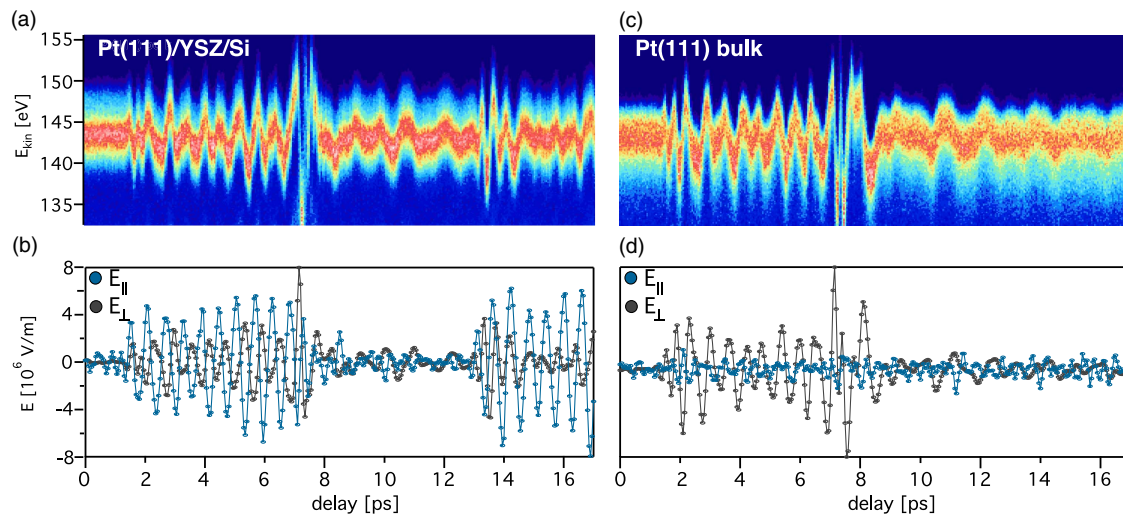 (a)
Pt(111)/YSZ/Si
155
150
145
140
135
E_kin [eV]
(c)
Pt(111) bulk
(b)
E_||
E_⊥
8
4
0
-4
-8
E [10^6 V/m]
0 2 4 6 8 10 12 14 16
delay [ps]
(d)
E_||
E_⊥
0 2 4 6 8 10 12 14 16
delay [ps]